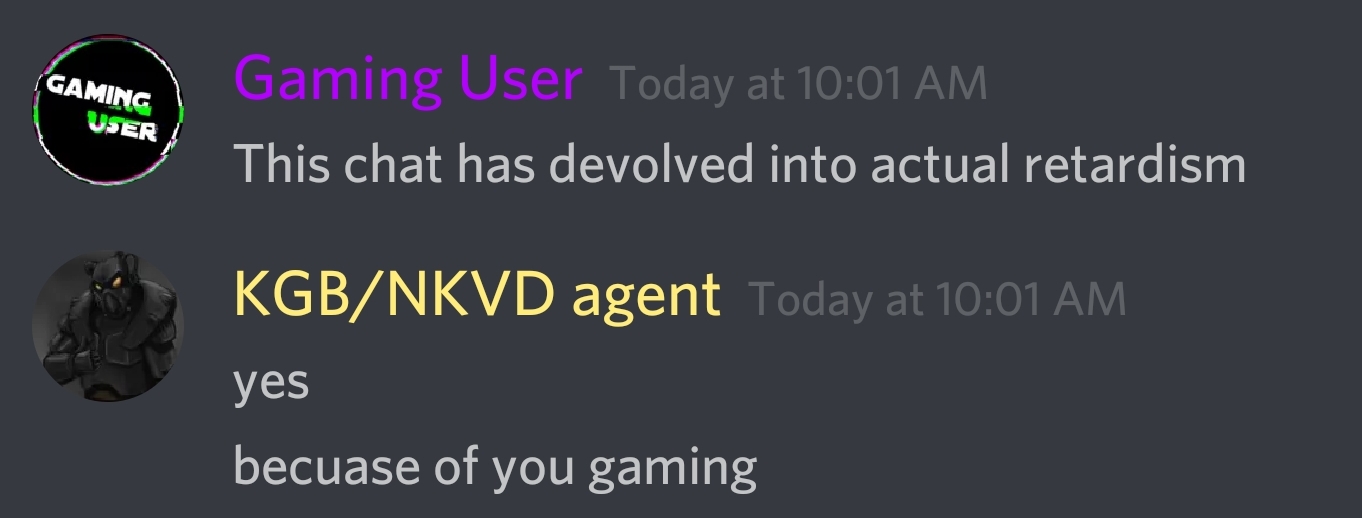 GAMING
USER
Gaming User Today at 10:01 AM
This chat has devolved into actual retardism
KGB/NKVD agent Today at 10:01 AM
yes
becuase of you gaming